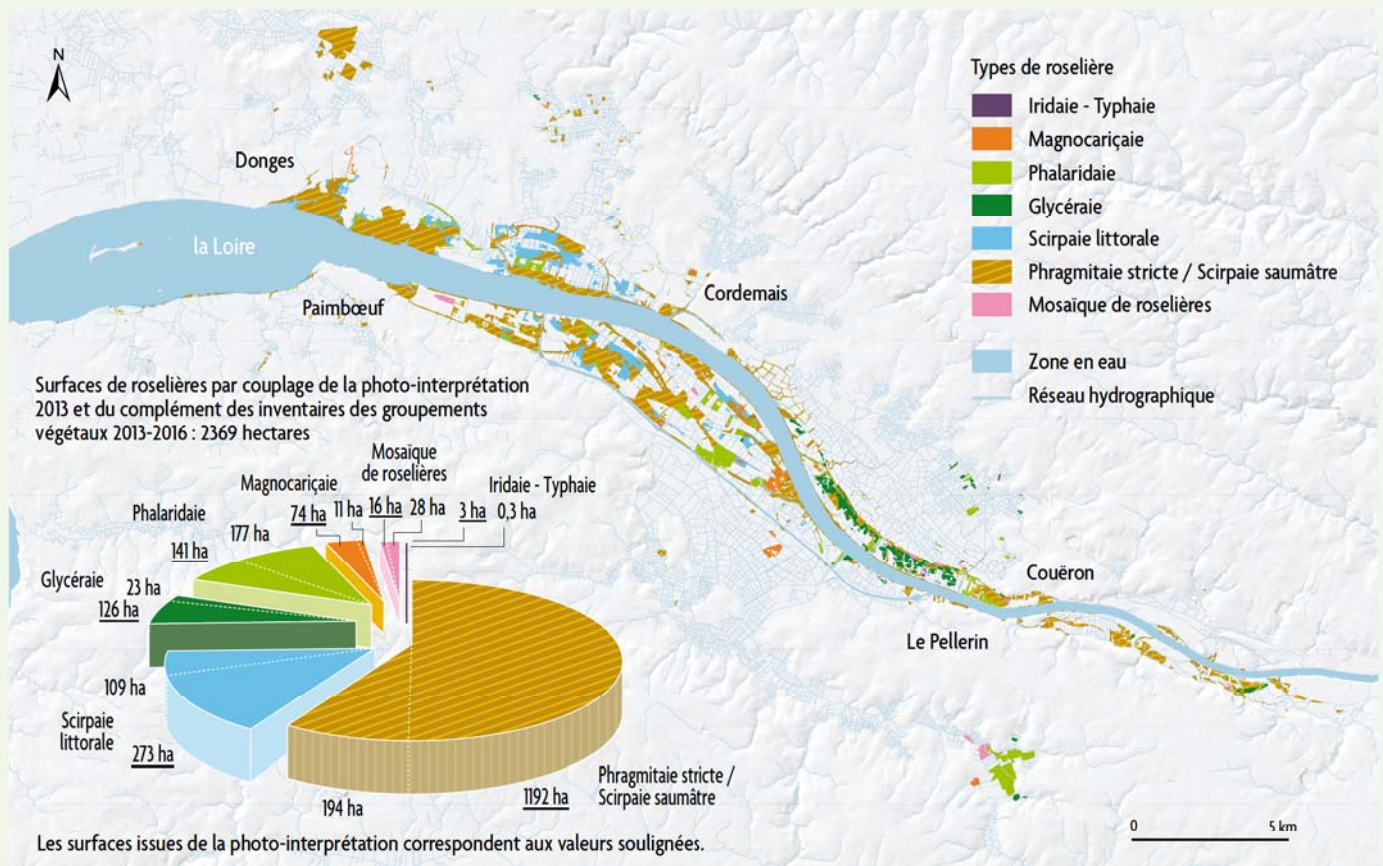 N
Donges
la Loire
Paimbœuf
Cordemais
Couëron
Le Pellerin
Types de roselière
Iridaie - Typhaie
Magnocariçaie
Phalaridaie
Glycéraie
Scirpaie littorale
Phragmitaie stricte / Scirpaie saumâtre
Mosaïque de roselières
Zone en eau
Réseau hydrographique
Surfaces de roselières par couplage de la photo-interprétation
2013 et du complément des inventaires des groupements
végétaux 2013-2016 : 2369 hectares
Mosaïque
de roselières
16 ha
28 ha
Iridaie - Typhaie
3 ha
0,3 ha
Magnocariçaie
74 ha
11 ha
Phalaridaie
177 ha
141 ha
Glycéraie
23 ha
126 ha
109 ha
Scirpaie
littorale
273 ha
194 ha
1192 ha
Phragmitaie stricte /
Scirpaie saumâtre
Les surfaces issues de la photo-interprétation correspondent aux valeurs soulignées.
0
5 km